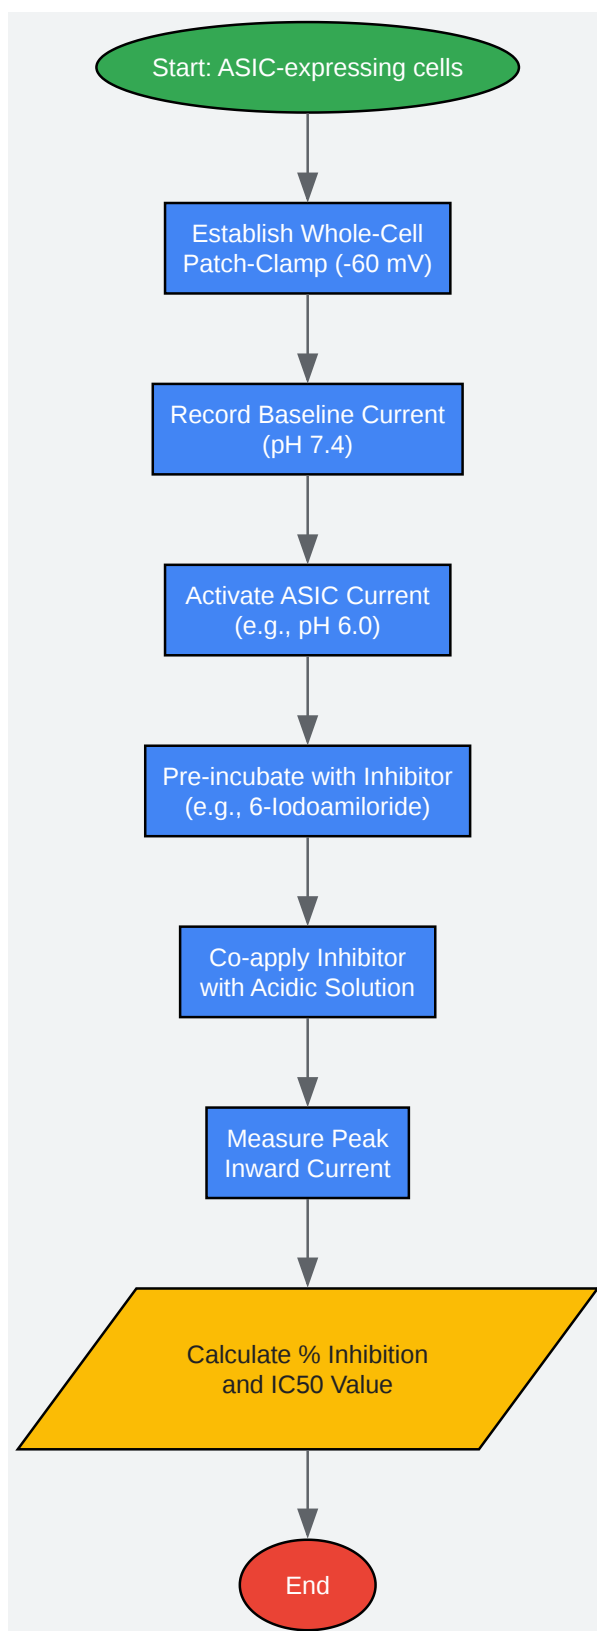 Start: ASIC-expressing cells
Establish Whole-Cell
Patch-Clamp (-60 mV)
Record Baseline Current
(pH 7.4)
Activate ASIC Current
(e.g., pH 6.0)
Pre-incubate with Inhibitor
(e.g., 6-Iodoamiloride)
Co-apply Inhibitor
with Acidic Solution
Measure Peak
Inward Current
Calculate % Inhibition
and IC50 Value
End